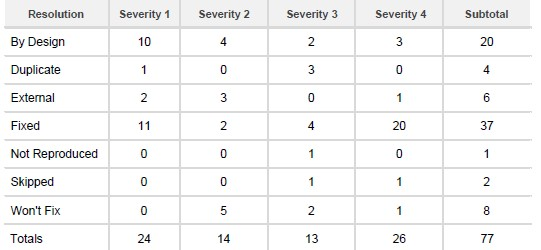 Resolution Severity 1 Severity 2 Severity 3 Severity 4 Subtotal
By Design 10 4 2 3 20
Duplicate 1 0 3 0 4
External 2 3 0 1 6
Fixed 11 2 4 20 37
Not Reproduced 0 0 1 0 1
Skipped 0 0 1 1 2
Won't Fix 0 5 2 1 8
Totals 24 14 13 26 77